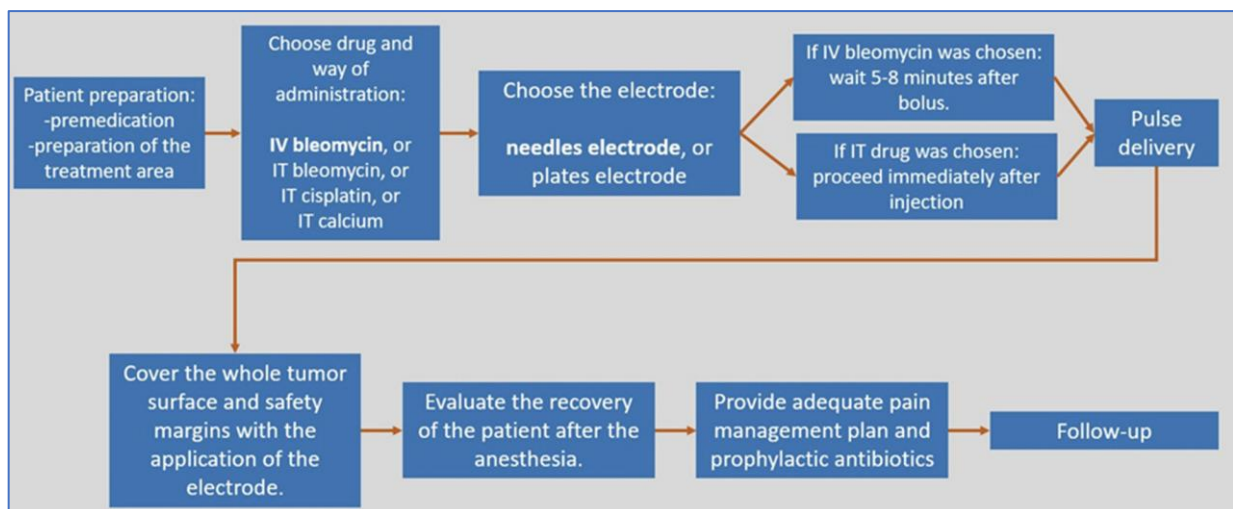 Patient preparation:
-premedication
-preparation of the
treatment area
Choose drug and
way of
administration:
IV bleomycin, or
IT bleomycin, or
IT cisplatin, or
IT calcium
Choose the electrode:
needles electrode, or
plates electrode
If IV bleomycin was chosen:
wait 5-8 minutes after
bolus.
If IT drug was chosen:
proceed immediately after
injection
Pulse
delivery
Cover the whole tumor
surface and safety
margins with the
application of the
electrode.
Evaluate the recovery
of the patient after the
anesthesia.
Provide adequate pain
management plan and
prophylactic antibiotics
Follow-up